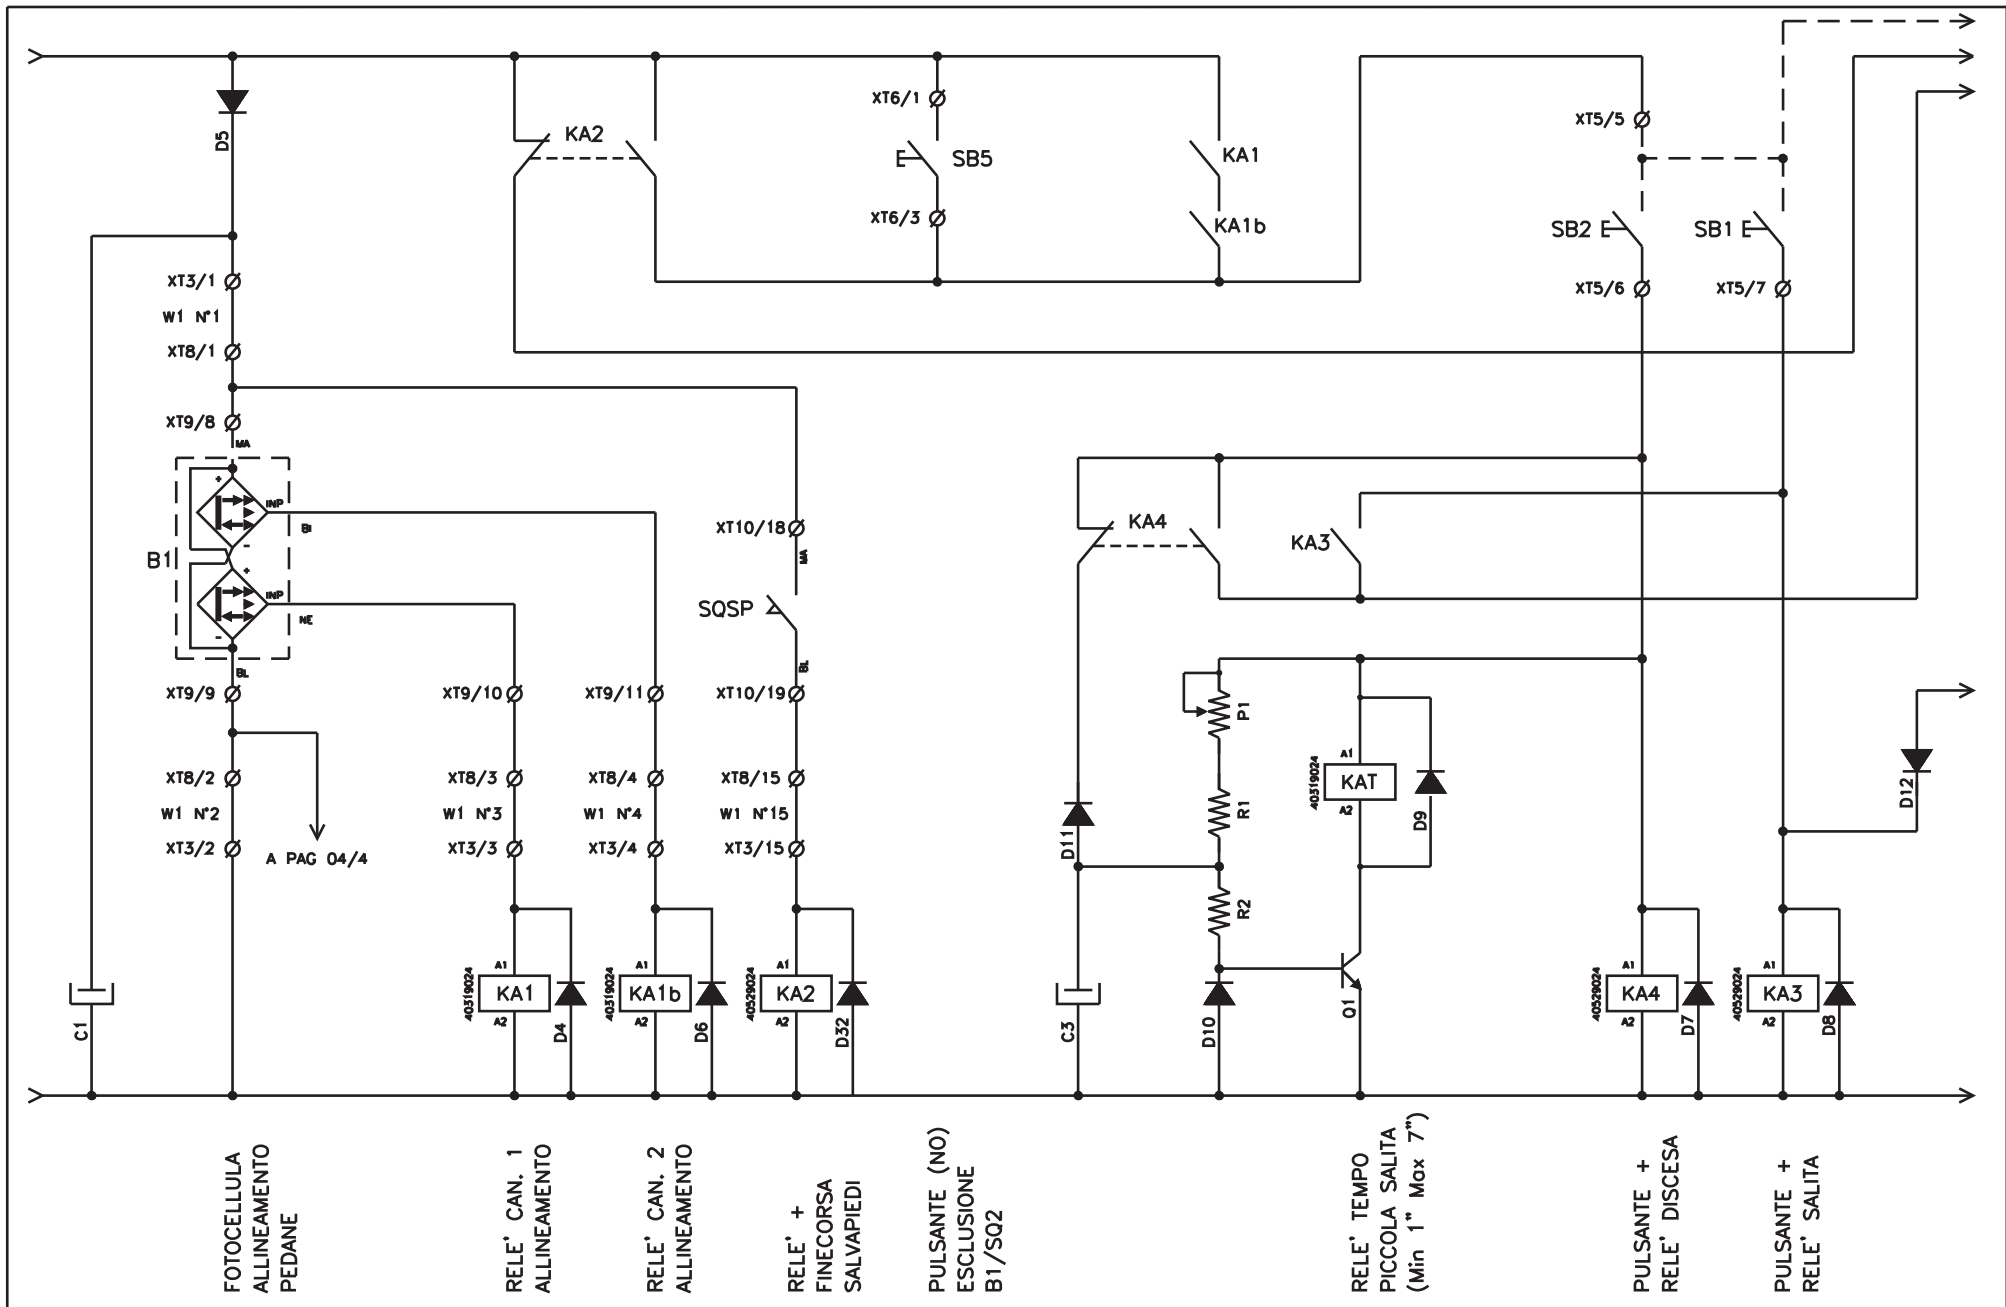 D5
KA2
XT6/1
SB5
XT6/3
KA1
KA1b
XT5/5
SB2
SB1
XT5/6
XT5/7
XT3/1
W1 N°1
XT8/1
XT9/8
MA
+
INP
BI
-
B1
+
INP
NE
-
BL
XT9/9
XT8/2
W1 N°2
XT3/2
A PAG 04/4
XT9/10
XT8/3
W1 N°3
XT3/3
XT9/11
XT8/4
W1 N°4
XT3/4
XT10/18
MA
SQSP
BL
XT10/19
XT8/15
W1 N°15
XT3/15
KA4
KA3
P1
R1
R2
D11
A1
40319024
KAT
A2
D9
D12
C1
A1
40319024
KA1
A2
D4
A1
40319024
KA1b
A2
D6
A1
40529024
KA2
A2
D32
C3
D10
Q1
A1
40529024
KA4
A2
D7
A1
40529024
KA3
A2
D8
FOTOCELLULA
ALLINEAMENTO
PEDANE
RELE' CAN. 1
ALLINEAMENTO
RELE' CAN. 2
ALLINEAMENTO
RELE' +
FINECORSA
SALVAPIEDI
PULSANTE (NO)
ESCLUSIONE
B1/SQ2
RELE' TEMPO
PICCOLA SALITA
(Min 1" Max 7")
PULSANTE +
RELE' DISCESA
PULSANTE +
RELE' SALITA